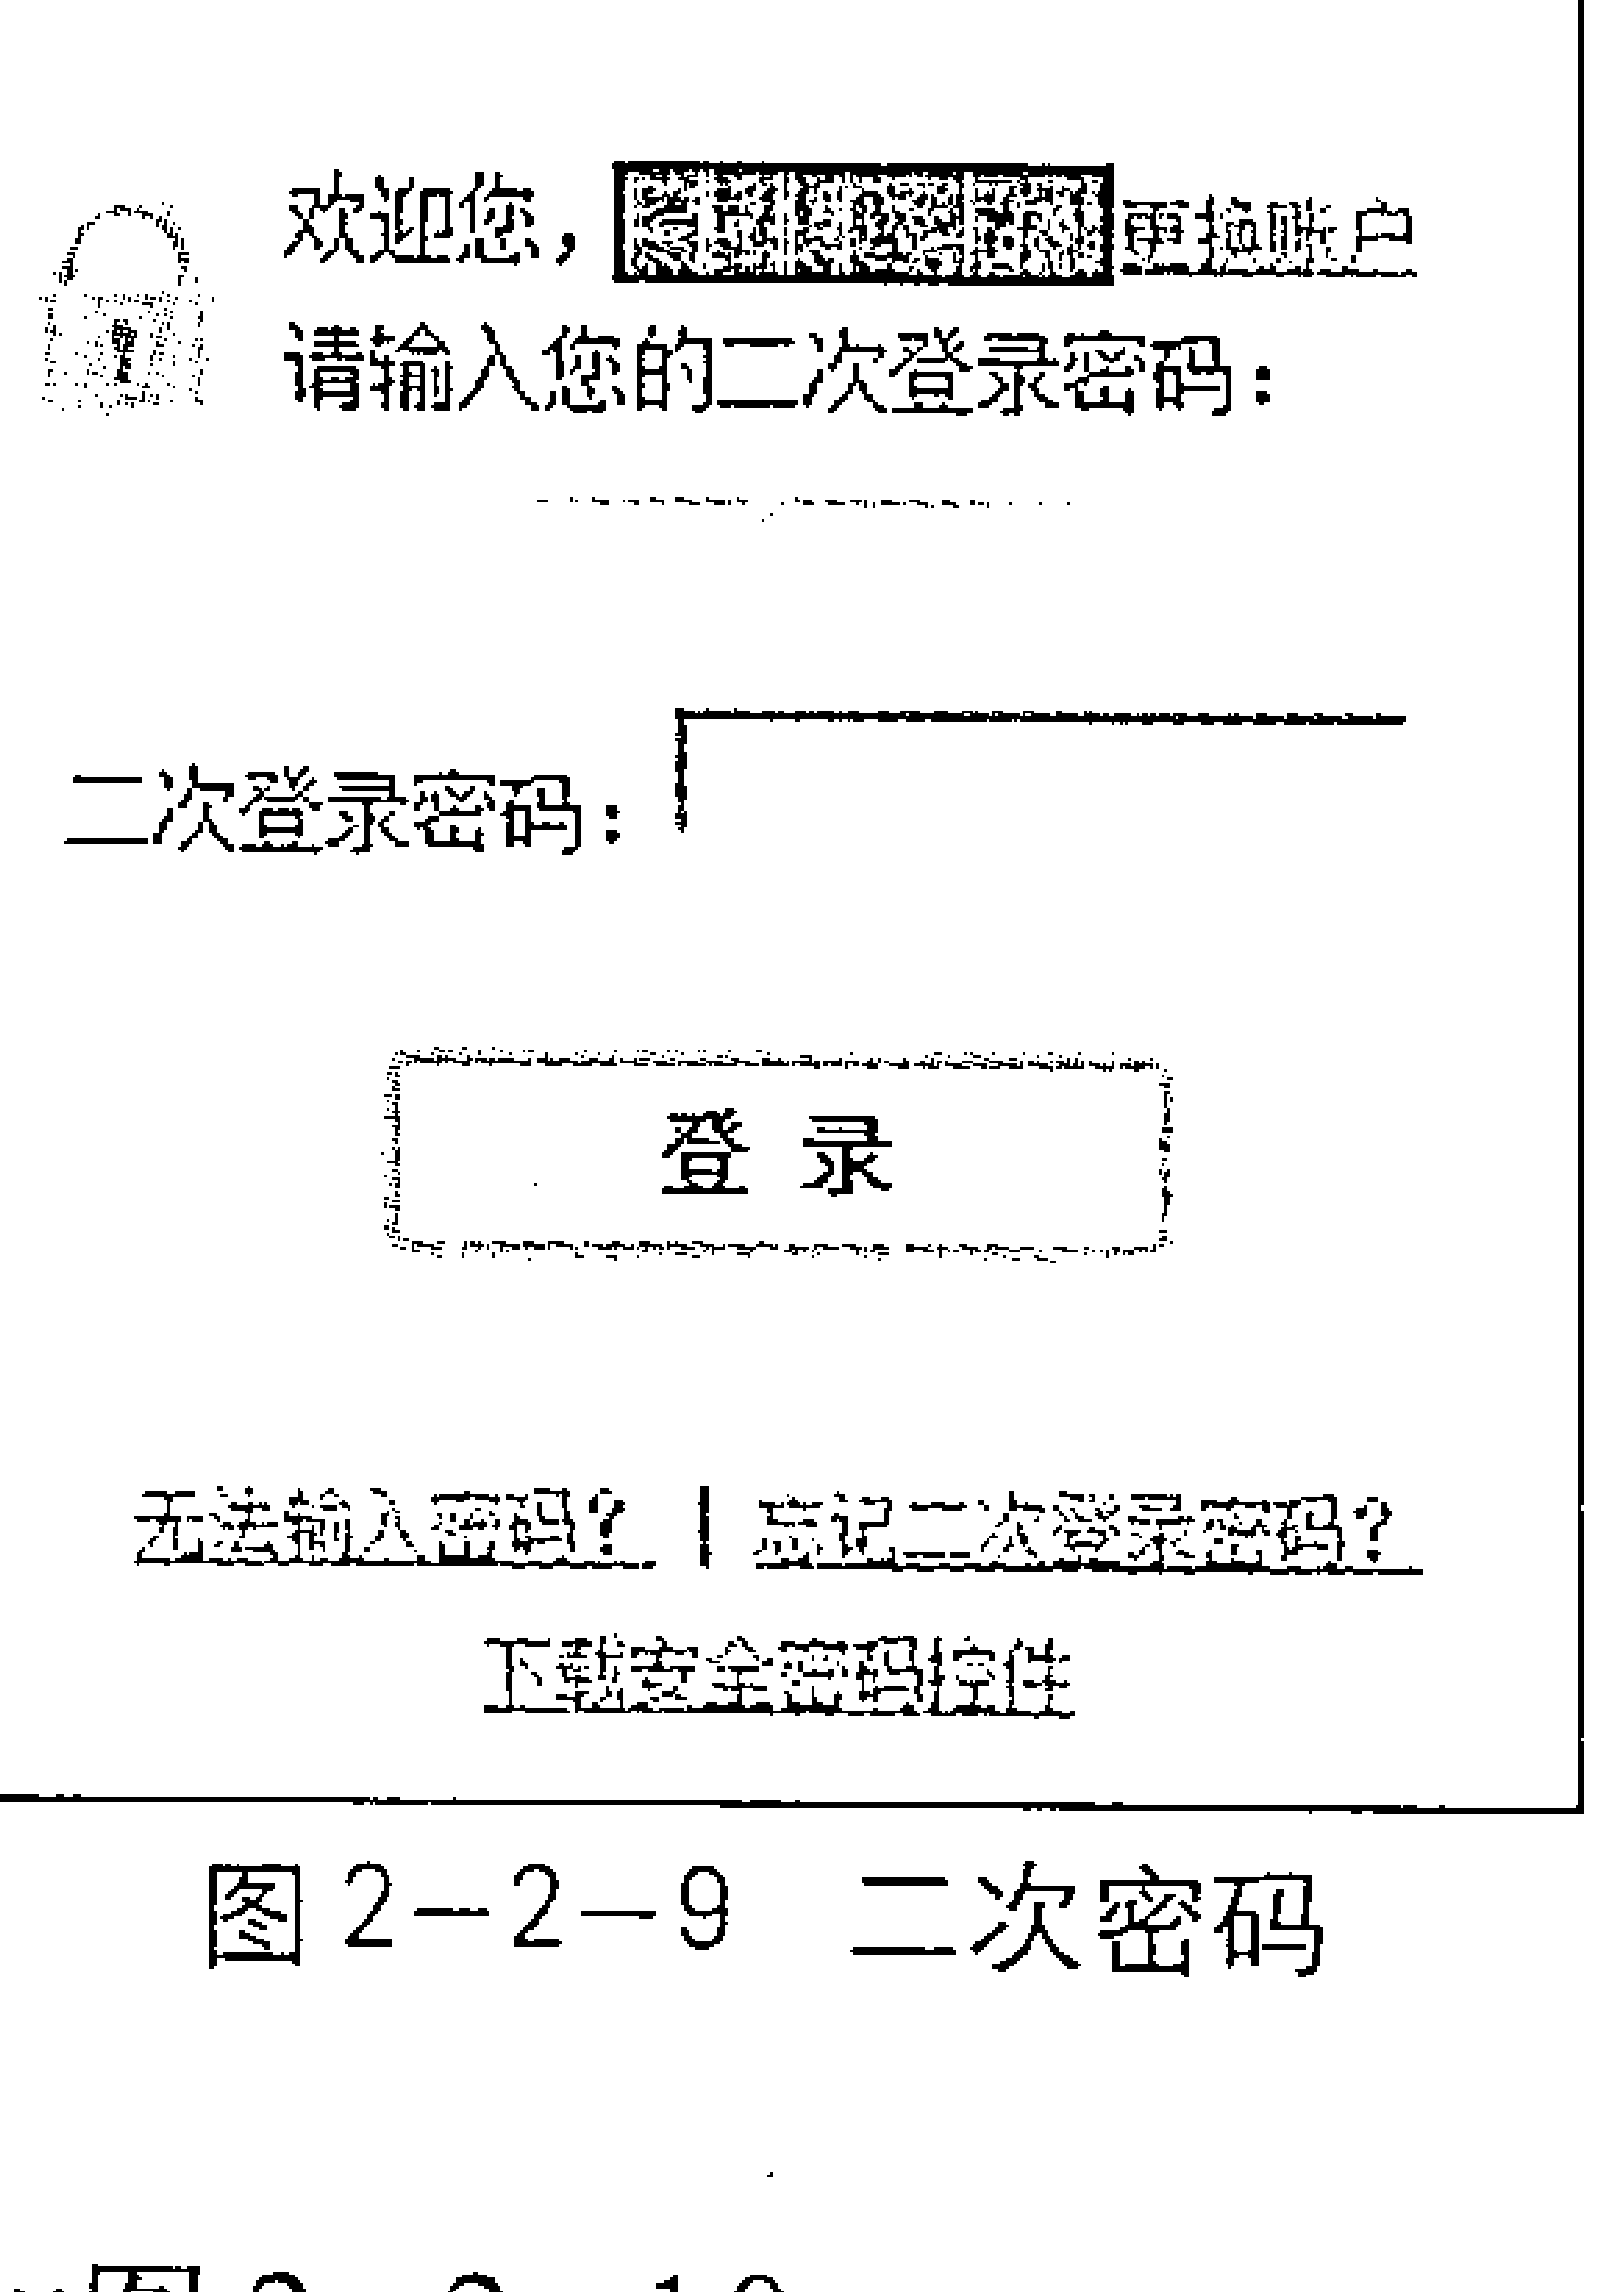 欢迎您， 更换账户
请输入您的二次登录密码：
二次登录密码：
登 录
无法输入密码？ | 忘记二次登录密码？
下载安全密码控件
图 2－2－9 二次密码